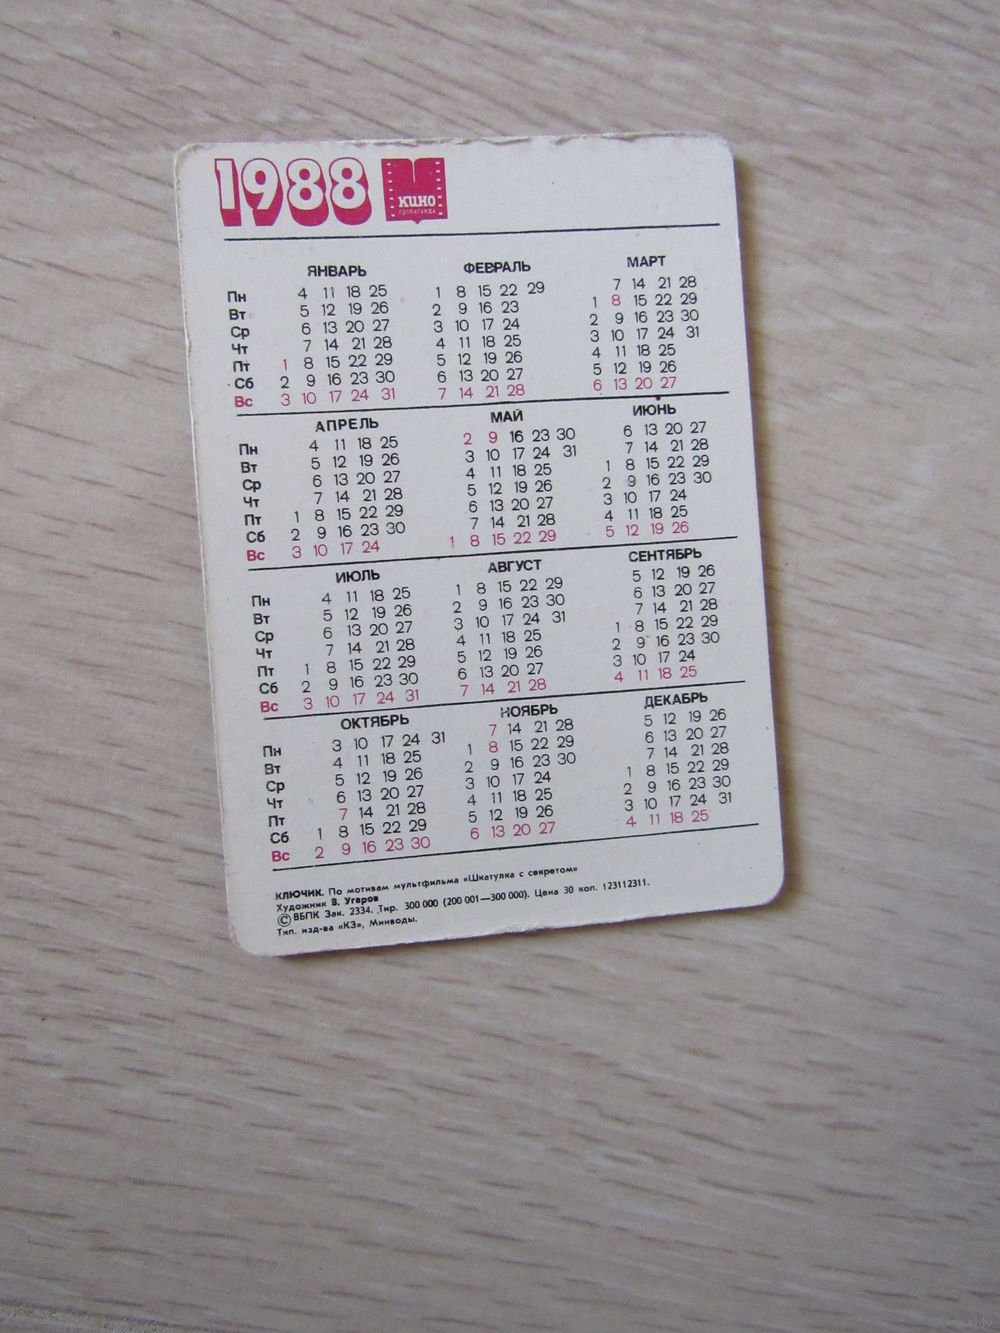 1988 КИНО ПРОПАГАНДА
ЯНВАРЬ ФЕВРАЛЬ МАРТ
Пн 4 11 18 25 1 8 15 22 29 7 14 21 28
Вт 5 12 19 26 2 9 16 23 1 8 15 22 29
Ср 6 13 20 27 3 10 17 24 2 9 16 23 30
Чт 7 14 21 28 4 11 18 25 3 10 17 24 31
Пт 1 8 15 22 29 5 12 19 26 4 11 18 25
Сб 2 9 16 23 30 6 13 20 27 5 12 19 26
Вс 3 10 17 24 31 7 14 21 28 6 13 20 27
АПРЕЛЬ МАЙ ИЮНЬ
Пн 4 11 18 25 2 9 16 23 30 6 13 20 27
Вт 5 12 19 26 3 10 17 24 31 7 14 21 28
Ср 6 13 20 27 4 11 18 25 1 8 15 22 29
Чт 7 14 21 28 5 12 19 26 2 9 16 23 30
Пт 1 8 15 22 29 6 13 20 27 3 10 17 24
Сб 2 9 16 23 30 7 14 21 28 4 11 18 25
Вс 3 10 17 24 1 8 15 22 29 5 12 19 26
ИЮЛЬ АВГУСТ СЕНТЯБРЬ
Пн 4 11 18 25 1 8 15 22 29 5 12 19 26
Вт 5 12 19 26 2 9 16 23 30 6 13 20 27
Ср 6 13 20 27 3 10 17 24 31 7 14 21 28
Чт 7 14 21 28 4 11 18 25 1 8 15 22 29
Пт 1 8 15 22 29 5 12 19 26 2 9 16 23 30
Сб 2 9 16 23 30 6 13 20 27 3 10 17 24
Вс 3 10 17 24 31 7 14 21 28 4 11 18 25
ОКТЯБРЬ НОЯБРЬ ДЕКАБРЬ
Пн 3 10 17 24 31 7 14 21 28 5 12 19 26
Вт 4 11 18 25 1 8 15 22 29 6 13 20 27
Ср 5 12 19 26 2 9 16 23 30 7 14 21 28
Чт 6 13 20 27 3 10 17 24 1 8 15 22 29
Пт 7 14 21 28 4 11 18 25 2 9 16 23 30
Сб 1 8 15 22 29 5 12 19 26 3 10 17 24 31
Вс 2 9 16 23 30 6 13 20 27 4 11 18 25
КЛЮЧИК. По мотивам мультфильма «Шкатулка с секретом»
Художник В. Угаров
© ВБПК Зак. 2334. Тир. 300 000 (200 001—300 000). Цена 30 коп. 123112311.
Тип. изд-ва «КЗ», Минводы.
www.ay.by